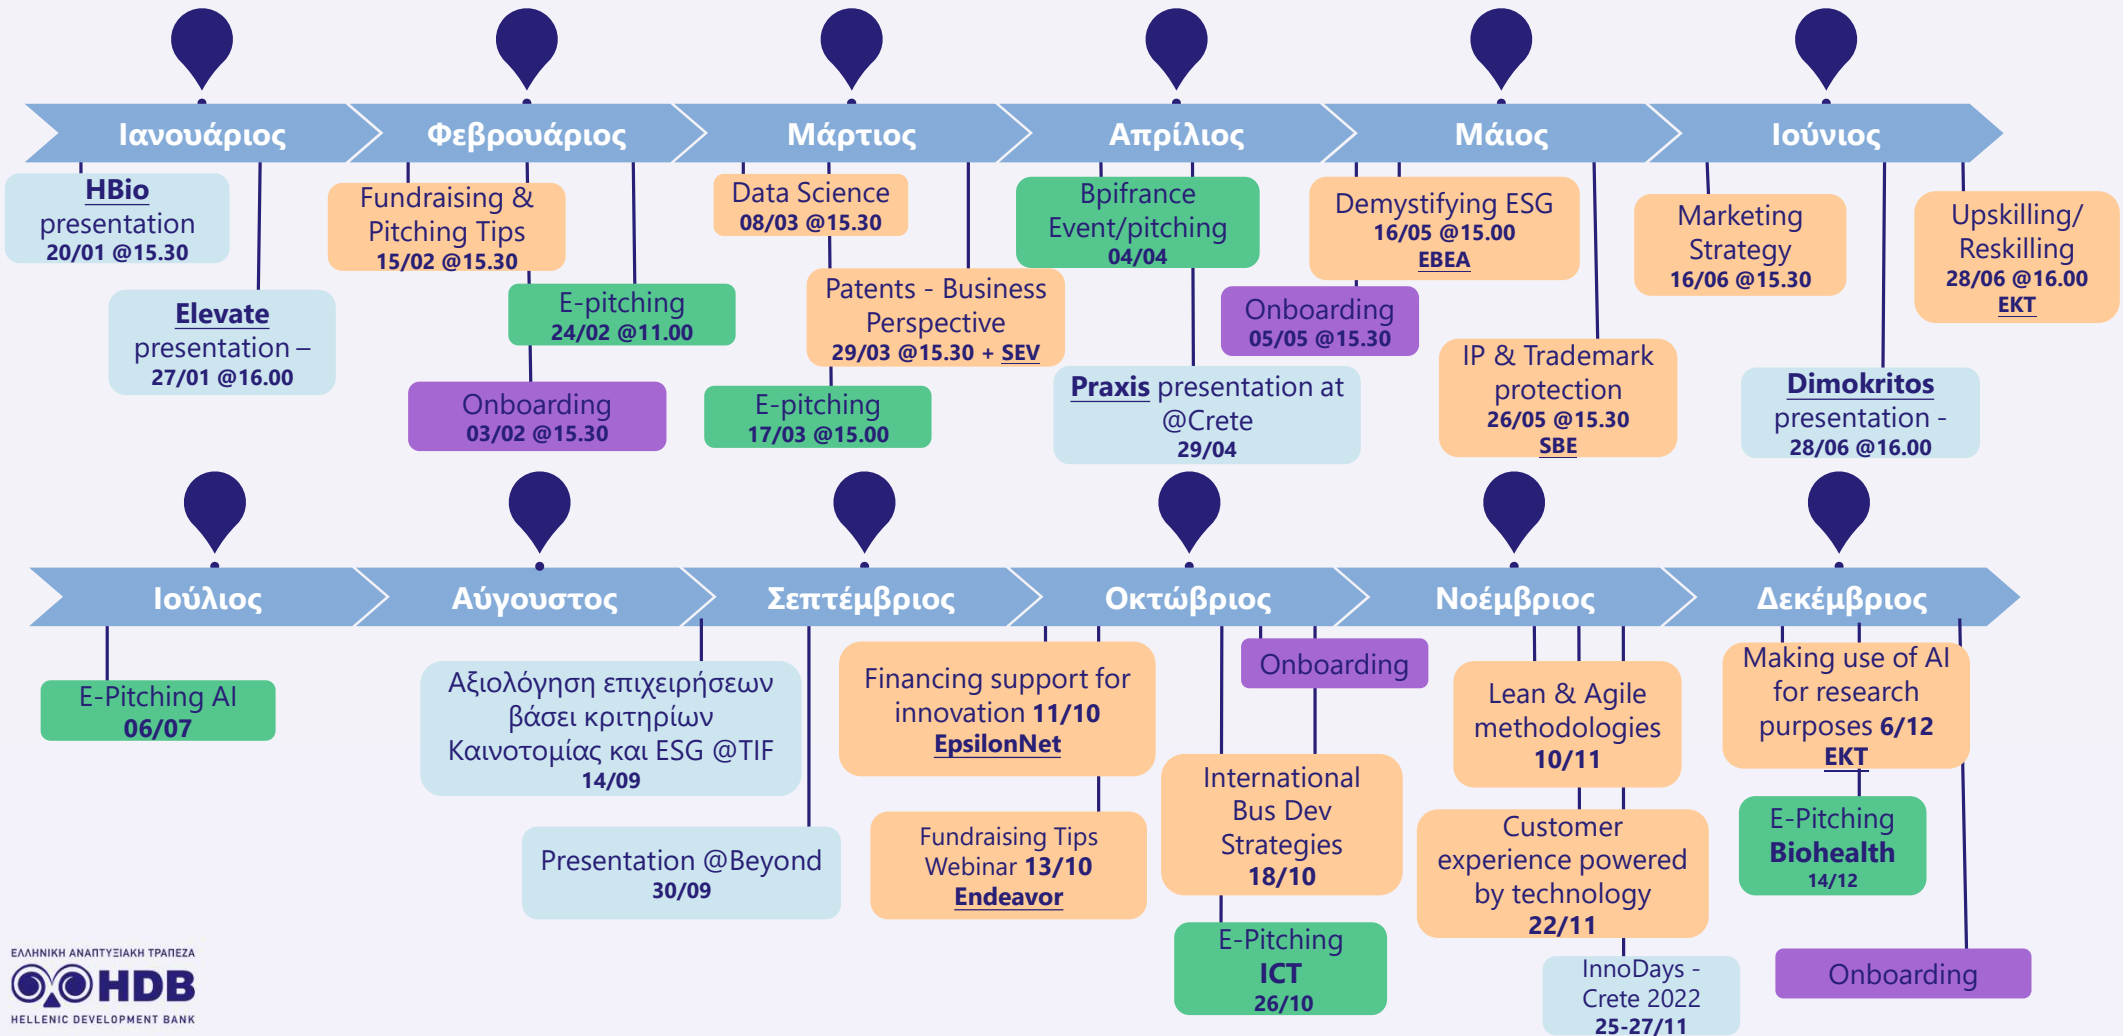 Ιανουάριος
Φεβρουάριος
Μάρτιος
Απρίλιος
Μάιος
Ιούνιος
HBio
presentation
20/01 @15.30
Elevate
presentation –
27/01 @16.00
Fundraising &
Pitching Tips
15/02 @15.30
E-pitching
24/02 @11.00
Onboarding
03/02 @15.30
Data Science
08/03 @15.30
Patents - Business
Perspective
29/03 @15.30 + SEV
E-pitching
17/03 @15.00
Bpifrance
Event/pitching
04/04
Praxis presentation at
@Crete
29/04
Demystifying ESG
16/05 @15.00
EBEA
Onboarding
05/05 @15.30
IP & Trademark
protection
26/05 @15.30
SBE
Marketing
Strategy
16/06 @15.30
Upskilling/
Reskilling
28/06 @16.00
EKT
Dimokritos
presentation -
28/06 @16.00
Ιούλιος
Αύγουστος
Σεπτέμβριος
Οκτώβριος
Νοέμβριος
Δεκέμβριος
E-Pitching AI
06/07
Αξιολόγηση επιχειρήσεων
βάσει κριτηρίων
Καινοτομίας και ESG @TIF
14/09
Presentation @Beyond
30/09
Financing support for
innovation 11/10
EpsilonNet
Fundraising Tips
Webinar 13/10
Endeavor
Onboarding
International
Bus Dev
Strategies
18/10
E-Pitching
ICT
26/10
Lean & Agile
methodologies
10/11
Customer
experience powered
by technology
22/11
InnoDays -
Crete 2022
25-27/11
Making use of AI
for research
purposes 6/12
EKT
E-Pitching
Biohealth
14/12
Onboarding
ΕΛΛΗΝΙΚΗ ΑΝΑΠΤΥΞΙΑΚΗ ΤΡΑΠΕΖΑ
HDB
HELLENIC DEVELOPMENT BANK